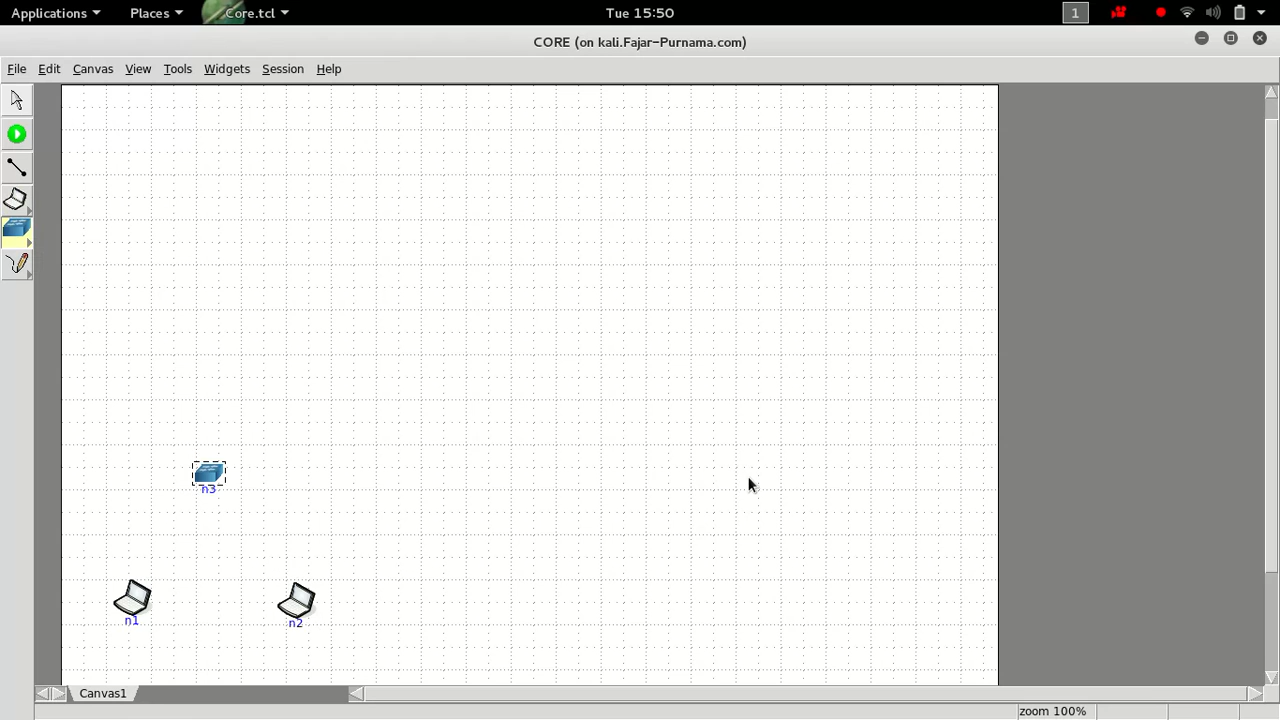 Applications Places Core.tcl Tue 15:50 1
CORE (on kali.Fajar-Purnama.com)
File Edit Canvas View Tools Widgets Session Help
n3
n1
n2
Canvas1
zoom 100%